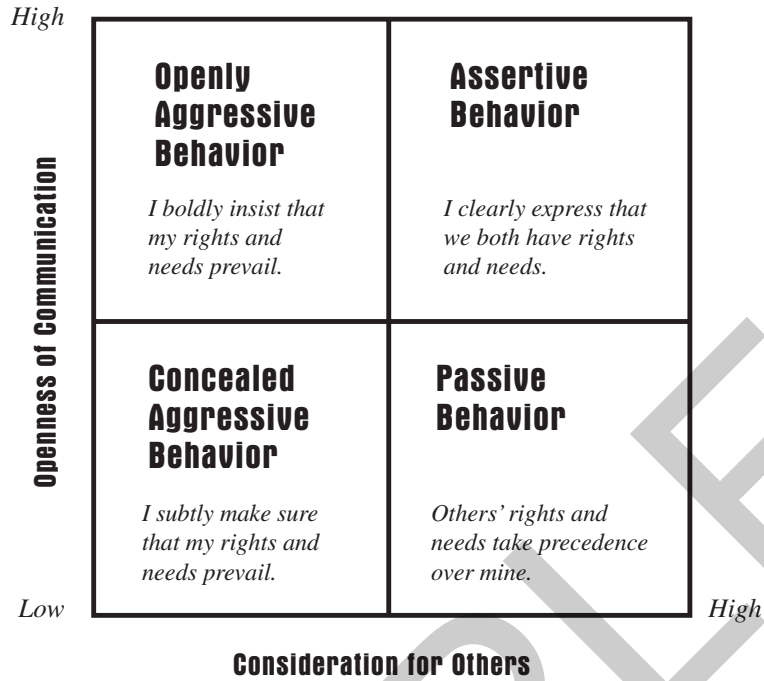 High
Openly
Aggressive
Behavior
I boldly insist that
my rights and
needs prevail.
Assertive
Behavior
I clearly express that
we both have rights
and needs.
Openness of Communication
Concealed
Aggressive
Behavior
I subtly make sure
that my rights and
needs prevail.
Passive
Behavior
Others’ rights and
needs take precedence
over mine.
Low
High
Consideration for Others